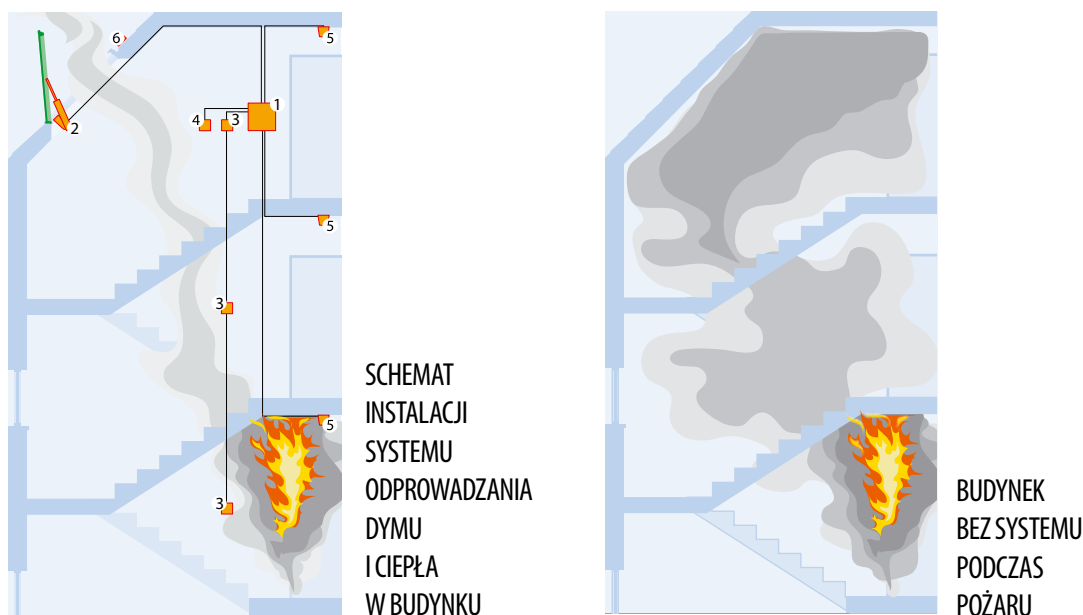 6
5
1
2
4
3
5
3
5
3
SCHEMAT
INSTALACJI
SYSTEMU
ODPROWADZANIA
DYMU
I CIEPŁA
W BUDYNKU
BUDYNEK
BEZ SYSTEMU
PODCZAS
POŻARU